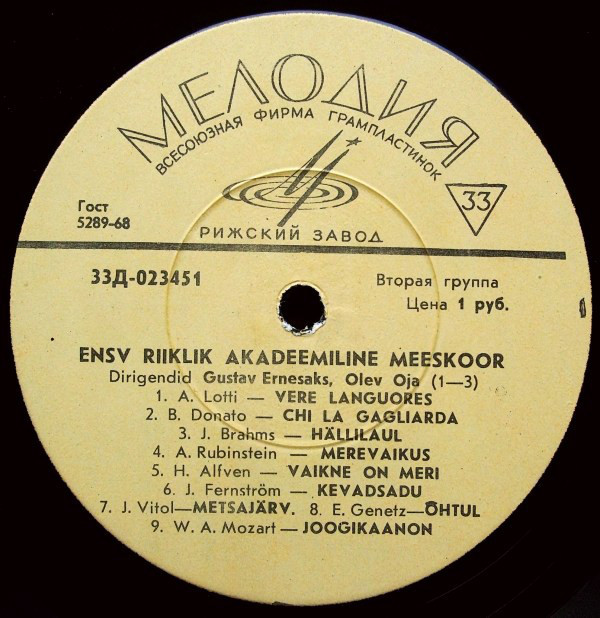 МЕЛОДИЯ
ВСЕСОЮЗНАЯ ФИРМА ГРАМПЛАСТИНОК
33
Гост
5289-68
РИЖСКИЙ ЗАВОД
33Д-023451
Вторая группа
Цена 1 руб.
ENSV RIIKLIK AKADEEMILINE MEESKOOR
Dirigendid Gustav Ernesaks, Olev Oja (1—3)
1. A. Lotti — VERE LANGUORES
2. B. Donato — CHI LA GAGLIARDA
3. J. Brahms — HÄLLILAUL
4. A. Rubinstein — MEREVAIKUS
5. H. Alfven — VAIKNE ON MERI
6. J. Fernström — KEVADSADU
7. J. Vitol—METSAJÄRV. 8. E. Genetz—ÕHTUL
9. W. A. Mozart — JOOGIKAANON